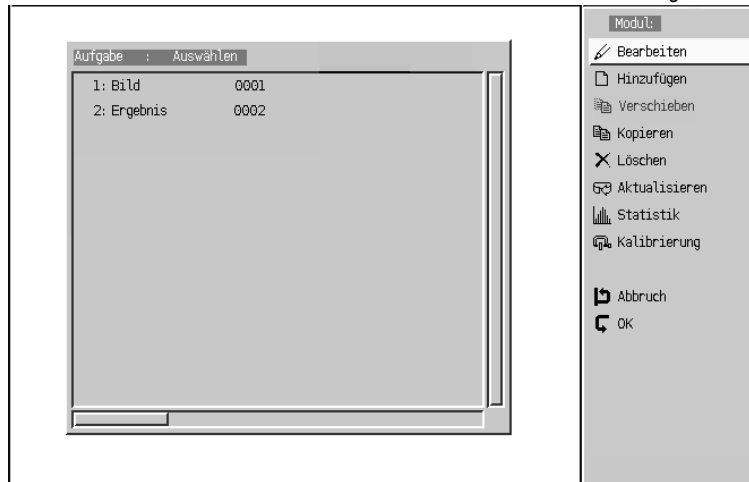 Aufgabe : Auswählen
1: Bild 0001
2: Ergebnis 0002
Modul:
Bearbeiten
Hinzufügen
Verschieben
Kopieren
Löschen
Aktualisieren
Statistik
Kalibrierung
Abbruch
OK